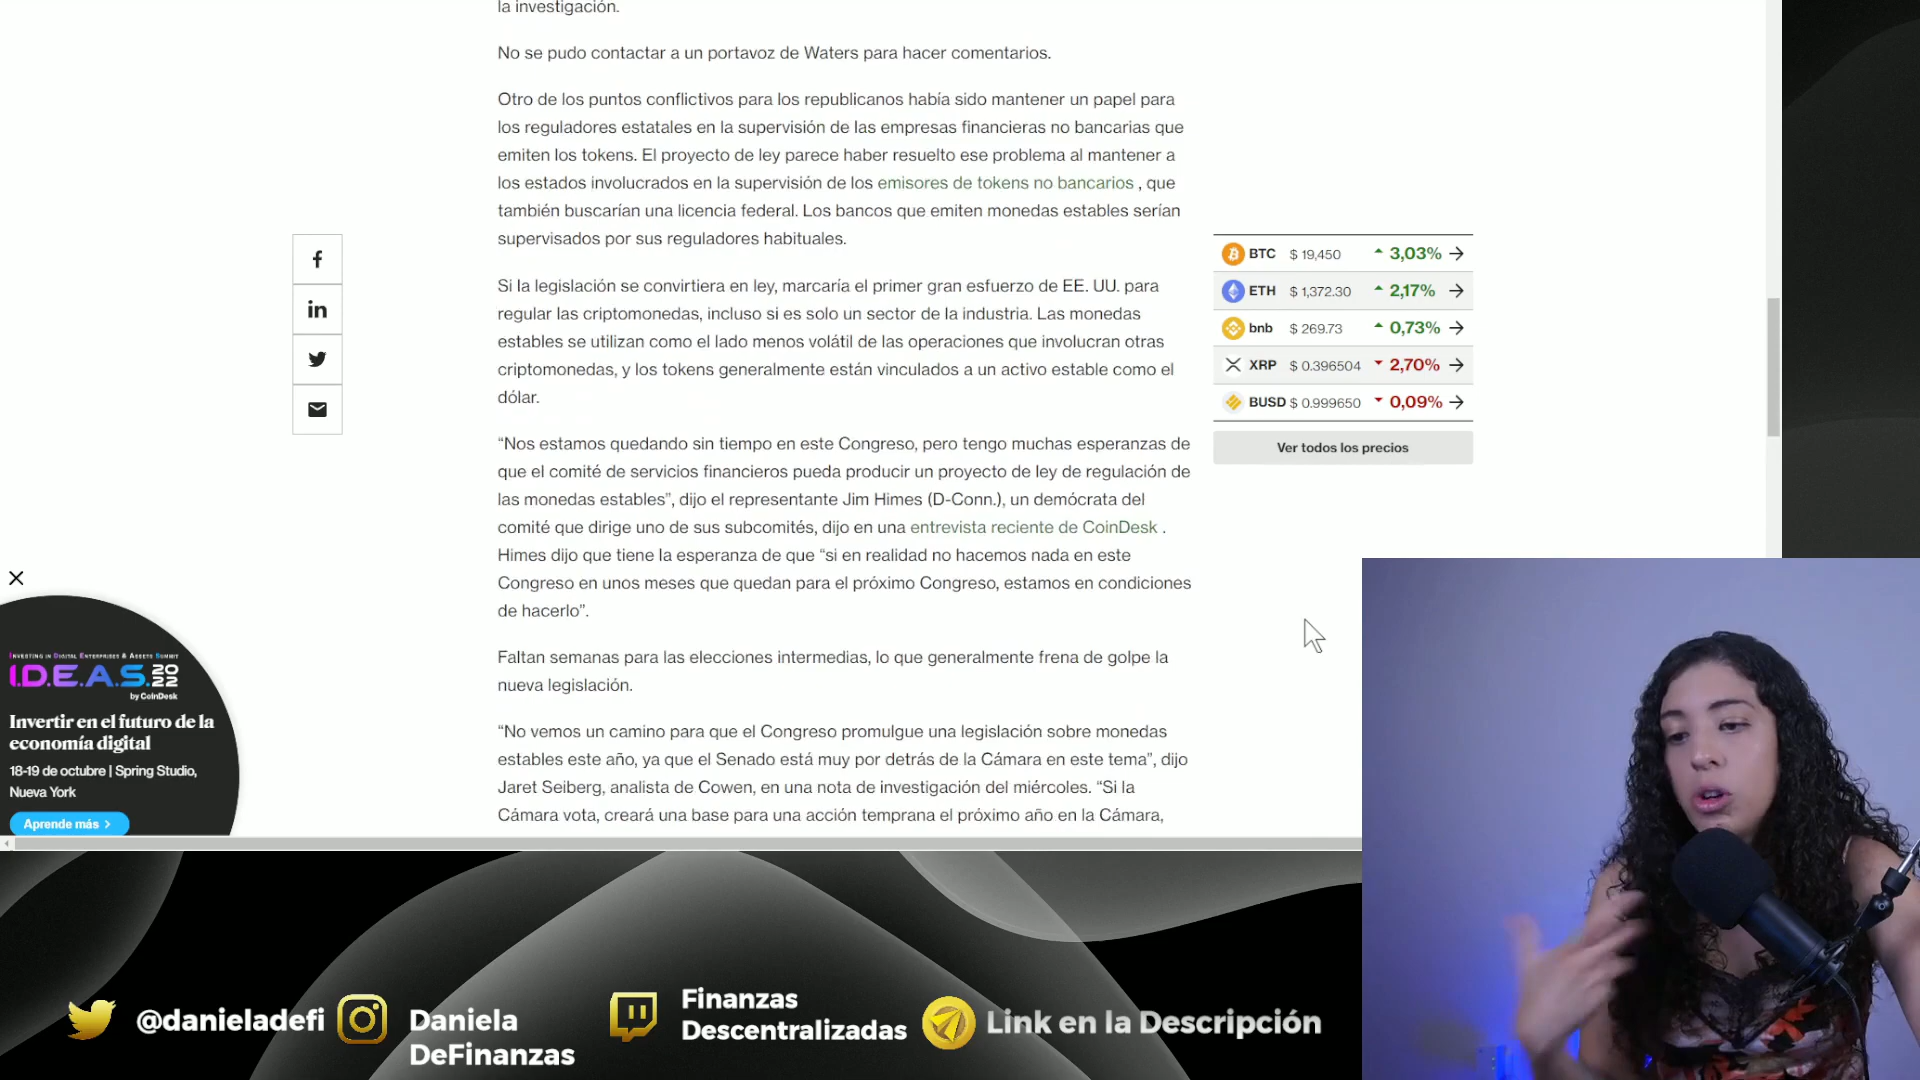 la investigación.
No se pudo contactar a un portavoz de Waters para hacer comentarios.
Otro de los puntos conflictivos para los republicanos había sido mantener un papel para
los reguladores estatales en la supervisión de las empresas financieras no bancarias que
emiten los tokens. El proyecto de ley parece haber resuelto ese problema al mantener a
los estados involucrados en la supervisión de los emisores de tokens no bancarios , que
también buscarían una licencia federal. Los bancos que emiten monedas estables serían
supervisados por sus reguladores habituales.
Si la legislación se convirtiera en ley, marcaría el primer gran esfuerzo de EE. UU. para
regular las criptomonedas, incluso si es solo un sector de la industria. Las monedas
estables se utilizan como el lado menos volátil de las operaciones que involucran otras
criptomonedas, y los tokens generalmente están vinculados a un activo estable como el
dólar.
“Nos estamos quedando sin tiempo en este Congreso, pero tengo muchas esperanzas de
que el comité de servicios financieros pueda producir un proyecto de ley de regulación de
las monedas estables”, dijo el representante Jim Himes (D-Conn.), un demócrata del
comité que dirige uno de sus subcomités, dijo en una entrevista reciente de CoinDesk .
Himes dijo que tiene la esperanza de que “si en realidad no hacemos nada en este
Congreso en unos meses que quedan para el próximo Congreso, estamos en condiciones
de hacerlo”.
Faltan semanas para las elecciones intermedias, lo que generalmente frena de golpe la
nueva legislación.
“No vemos un camino para que el Congreso promulgue una legislación sobre monedas
estables este año, ya que el Senado está muy por detrás de la Cámara en este tema”, dijo
Jaret Seiberg, analista de Cowen, en una nota de investigación del miércoles. “Si la
Cámara vota, creará una base para una acción temprana el próximo año en la Cámara,
BTC $ 19,450 3,03%
ETH $ 1,372.30 2,17%
bnb $ 269.73 0,73%
XRP $ 0.396504 2,70%
BUSD $ 0.999650 0,09%
Ver todos los precios
INVESTING IN DIGITAL ENTERPRISES & ASSETS SUMMIT
I.D.E.A.S. 2022
by CoinDesk
Invertir en el futuro de la
economía digital
18-19 de octubre | Spring Studio,
Nueva York
Aprende más >
@danieladefi
Daniela
DeFinanzas
Finanzas
Descentralizadas
Link en la Descripción